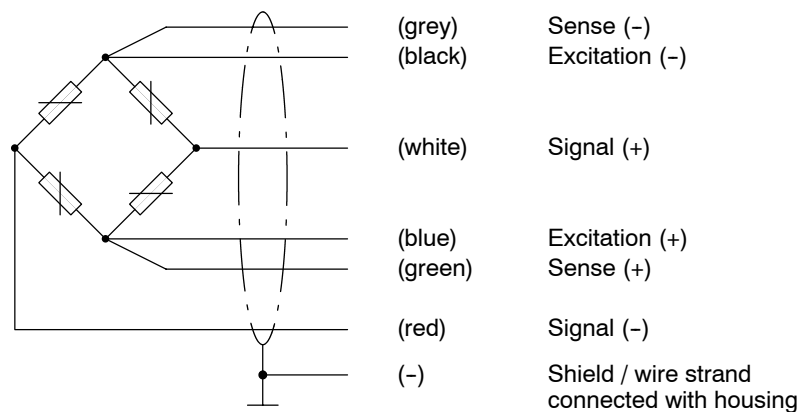 (grey) Sense (–)
(black) Excitation (–)
(white) Signal (+)
(blue) Excitation (+)
(green) Sense (+)
(red) Signal (–)
(–) Shield / wire strand
connected with housing